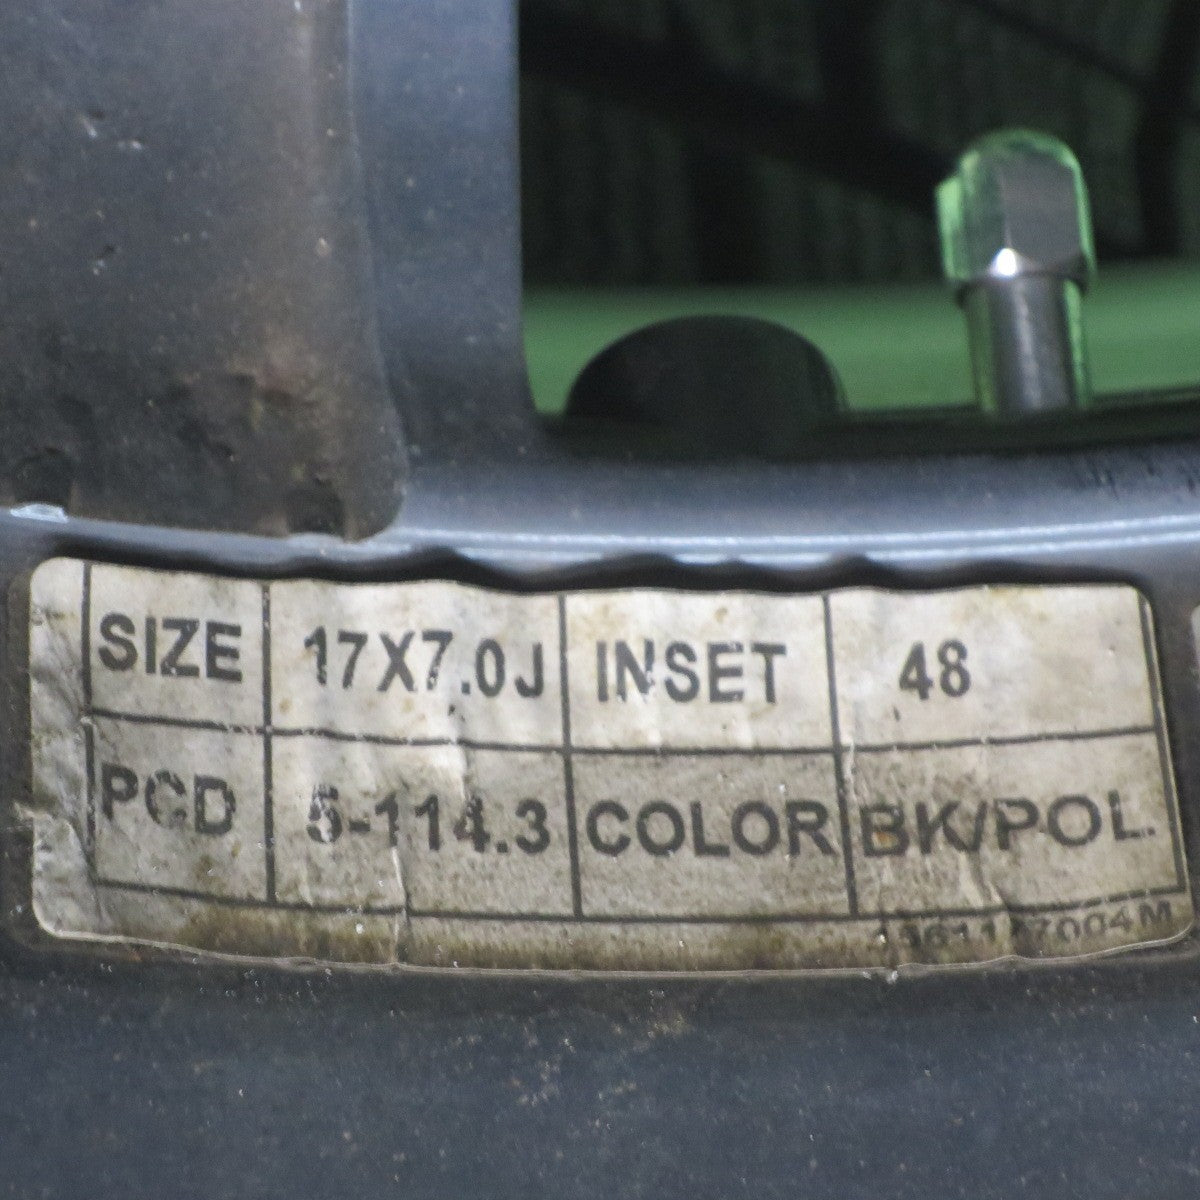 SIZE 17X7.0J INSET 48
PCD 5-114.3 COLOR BK/POL.